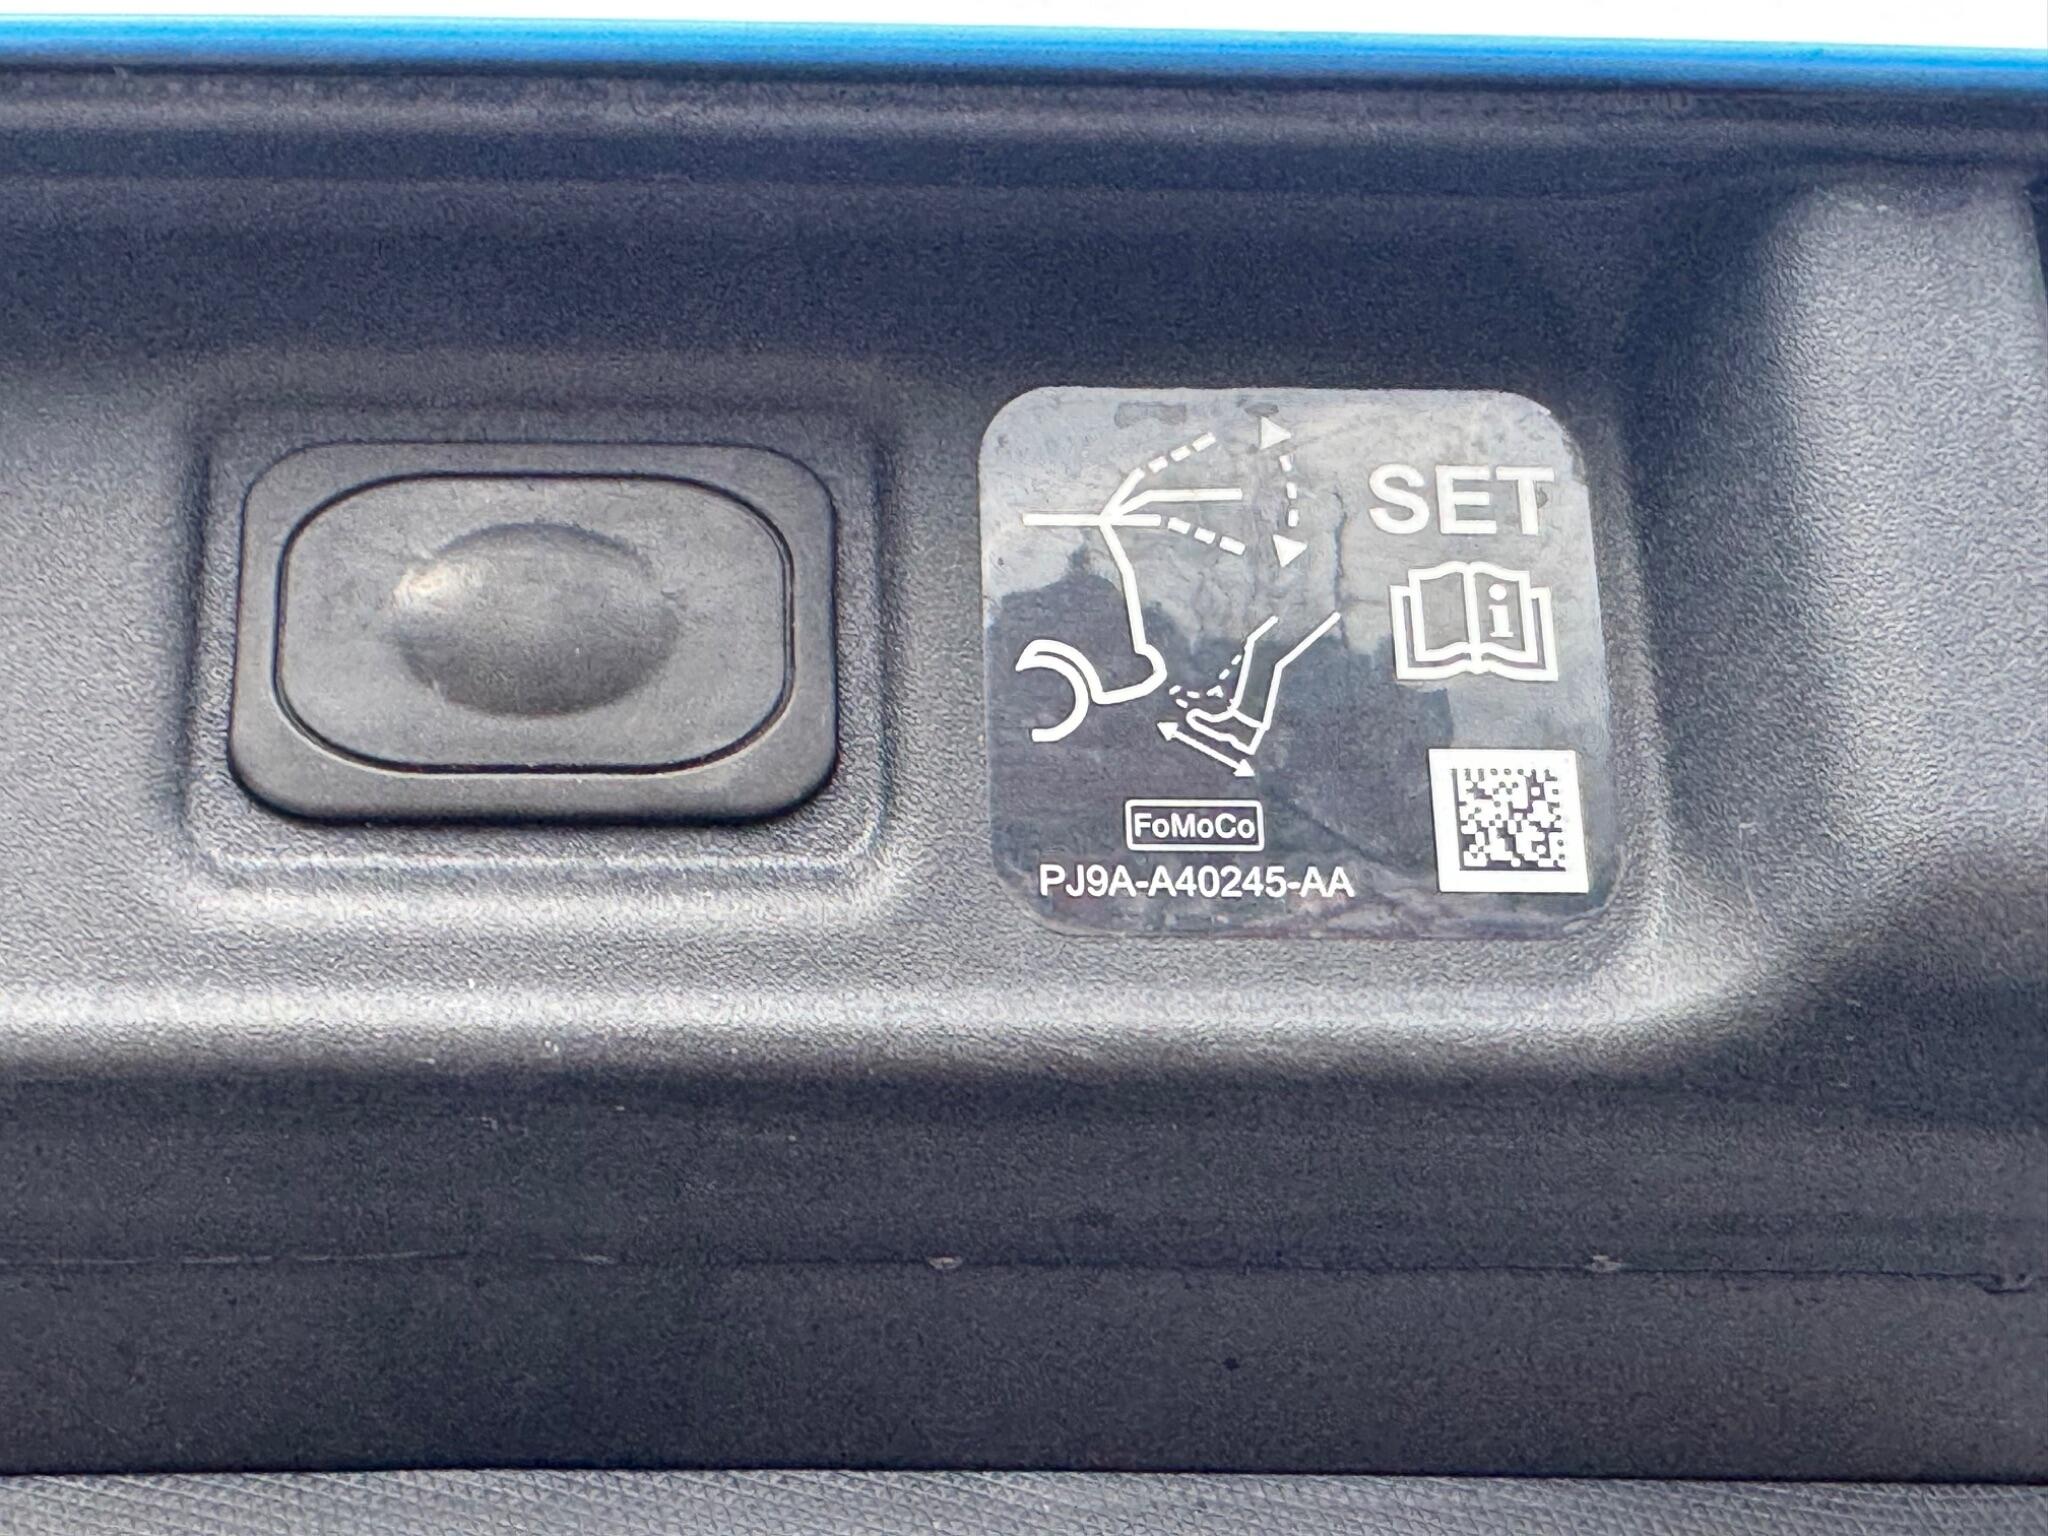 SET
i
FoMoCo
PJ9A-A40245-AA